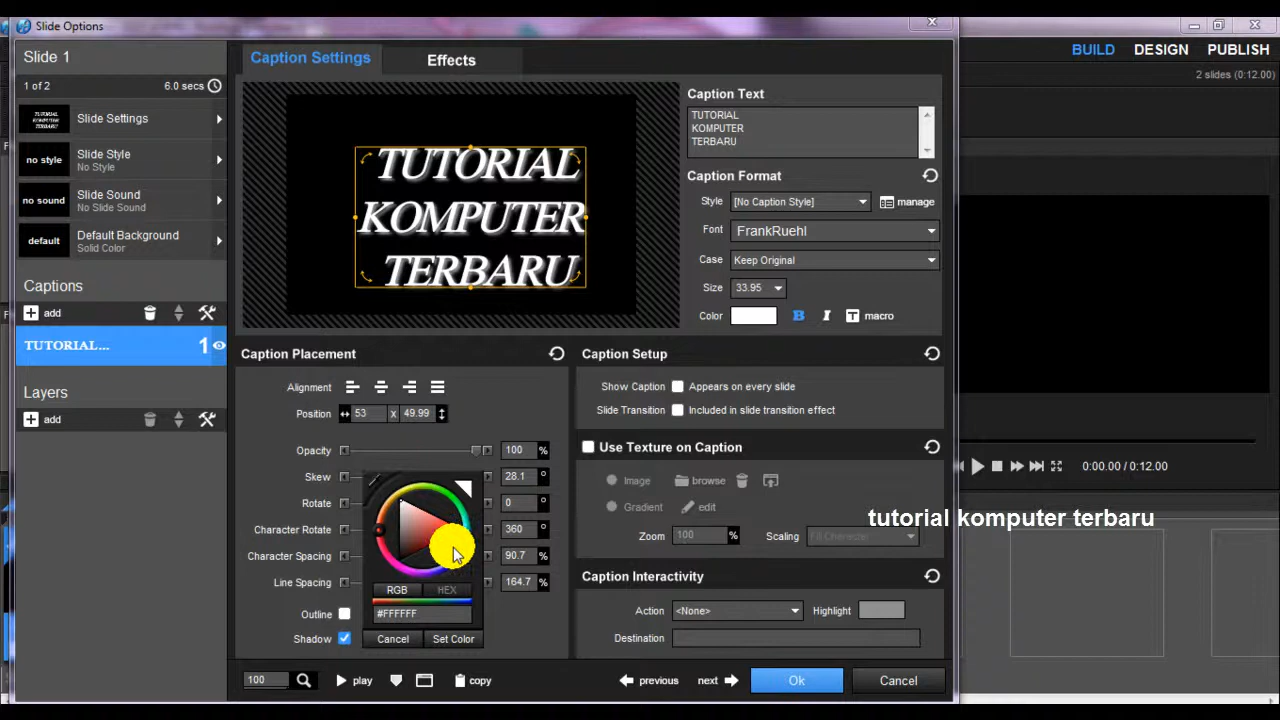 Slide Options
BUILD DESIGN PUBLISH
Slide 1
Caption Settings
Effects
2 slides (0:12.00)
1 of 2
6.0 secs
Caption Text
TUTORIAL
KOMPUTER
TERBARU
TUTORIAL
KOMPUTER
TERBARU
TUTORIAL
KOMPUTER
TERBARU
Slide Settings
no style
Slide Style
No Style
no sound
Slide Sound
No Slide Sound
default
Default Background
Solid Color
Caption Format
Style [No Caption Style] manage
Font FrankRuehl
Case Keep Original
Size 33.95
Color B I T macro
Captions
add
TUTORIAL... 1
Layers
add
Caption Placement
Alignment
Position 53 x 49.99
Opacity 100 %
Skew 28.1 °
Rotate 0 °
Character Rotate 360 °
Character Spacing 90.7 %
Line Spacing 164.7 %
Outline
Shadow
RGB HEX
#FFFFFF
Cancel Set Color
Caption Setup
Show Caption Appears on every slide
Slide Transition Included in slide transition effect
Use Texture on Caption
Image browse
Gradient edit
Zoom 100 % Scaling Fill Character
Caption Interactivity
Action <None> Highlight
Destination
0:00.00 / 0:12.00
tutorial komputer terbaru
100 play copy previous next Ok Cancel